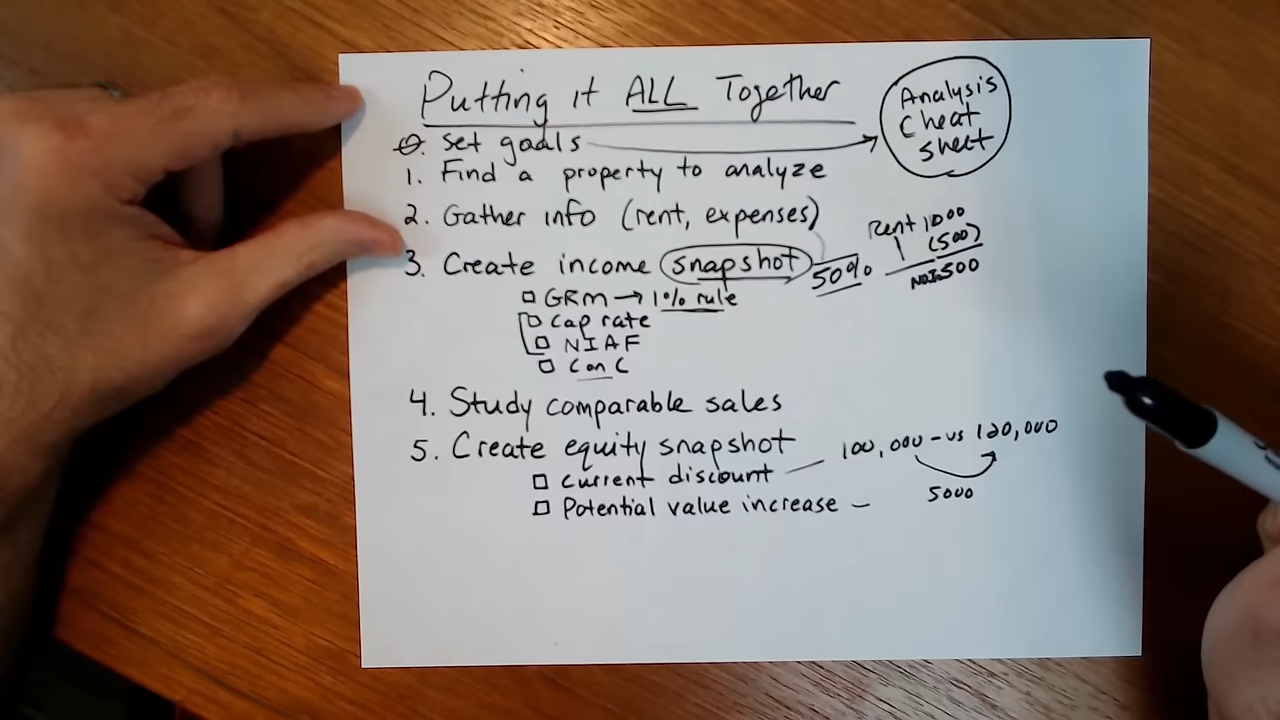 Putting it ALL Together
Analysis
Cheat
Sheet
0. Set goals
1. Find a property to analyze
2. Gather info (rent, expenses)
Rent 1000
(500)
NOI 500
3. Create income snapshot
50%
GRM → 1% rule
Cap rate
NIAF
ConC
4. Study comparable sales
5. Create equity snapshot
100,000 - vs 120,000
Current discount
5000
Potential value increase -